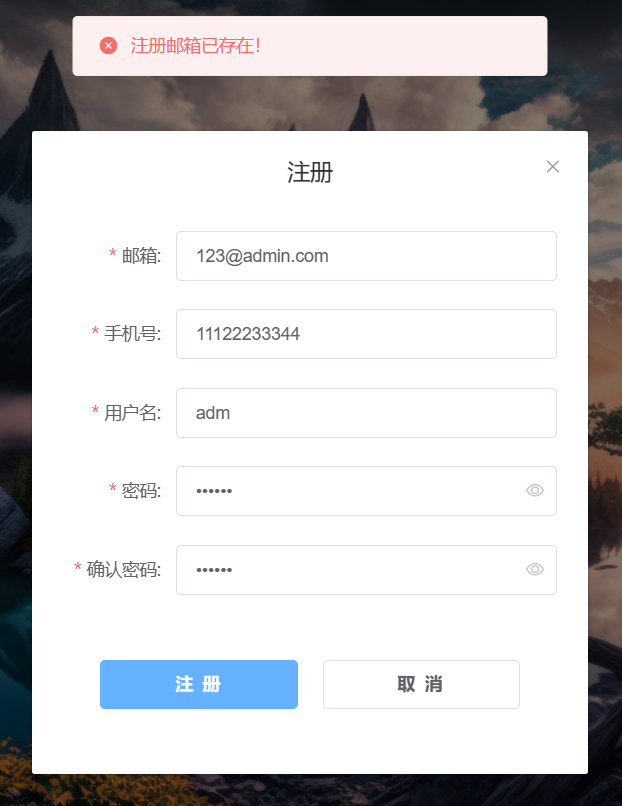 注册邮箱已存在!
注册
* 邮箱: 123@admin.com
* 手机号: 11122233344
* 用户名: adm
* 密码: ••••••
* 确认密码: ••••••
注 册 取 消